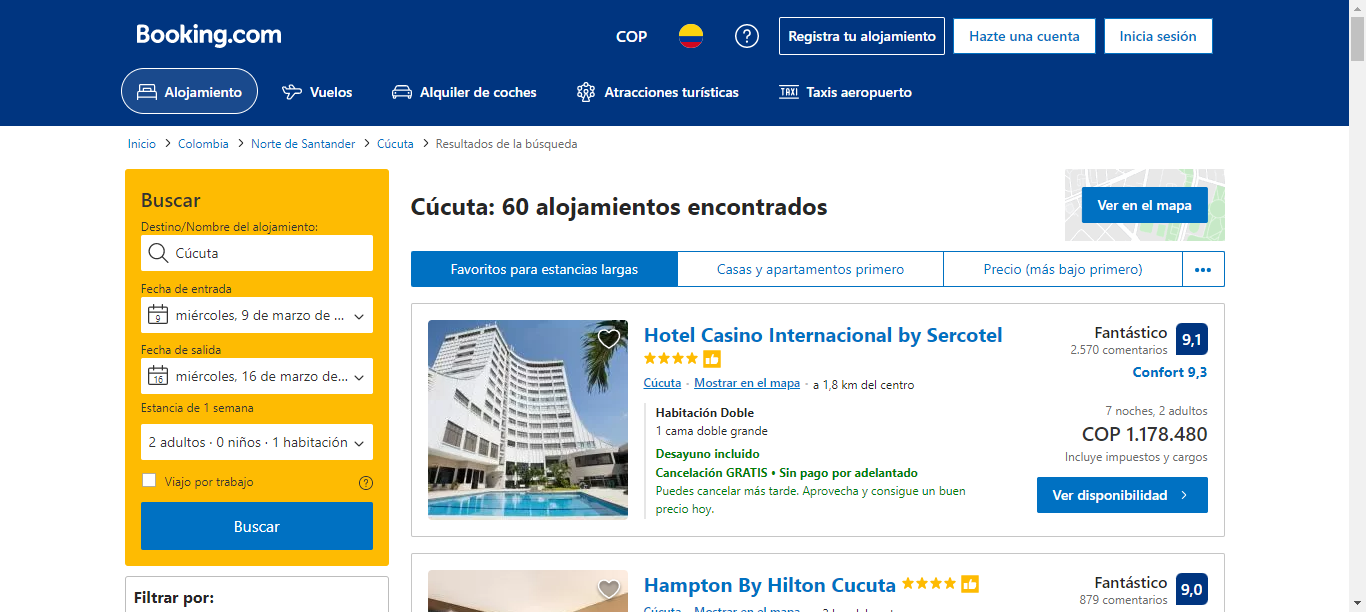 Booking.com
COP
?
Registra tu alojamiento
Hazte una cuenta
Inicia sesión
Alojamiento
Vuelos
Alquiler de coches
Atracciones turísticas
TAXI
Taxis aeropuerto
Inicio > Colombia > Norte de Santander > Cúcuta > Resultados de la búsqueda
Buscar
Destino/Nombre del alojamiento:
Cúcuta
Fecha de entrada
9
miércoles, 9 de marzo de ...
Fecha de salida
16
miércoles, 16 de marzo de...
Estancia de 1 semana
2 adultos · 0 niños · 1 habitación
Viajo por trabajo
?
Buscar
Filtrar por:
Cúcuta: 60 alojamientos encontrados
Ver en el mapa
Favoritos para estancias largas
Casas y apartamentos primero
Precio (más bajo primero)
•••
Hotel Casino Internacional by Sercotel
Cúcuta · Mostrar en el mapa · a 1,8 km del centro
Habitación Doble
1 cama doble grande
Desayuno incluido
Cancelación GRATIS • Sin pago por adelantado
Puedes cancelar más tarde. Aprovecha y consigue un buen
precio hoy.
Fantástico
2.570 comentarios
9,1
Confort 9,3
7 noches, 2 adultos
COP 1.178.480
Incluye impuestos y cargos
Ver disponibilidad
Hampton By Hilton Cucuta
Cúcuta · Mostrar en el mapa
Fantástico
879 comentarios
9,0